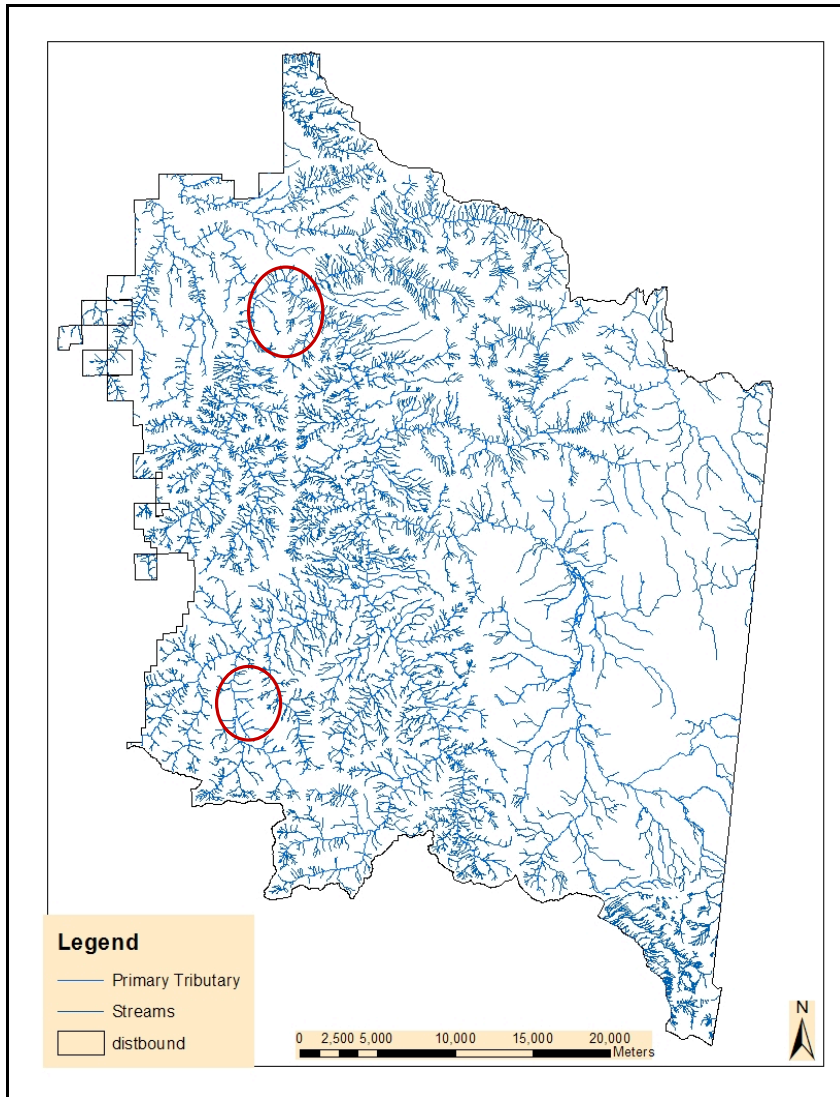 Legend
Primary Tributary
Streams
distbound
0 2,500 5,000 10,000 15,000 20,000
Meters
N